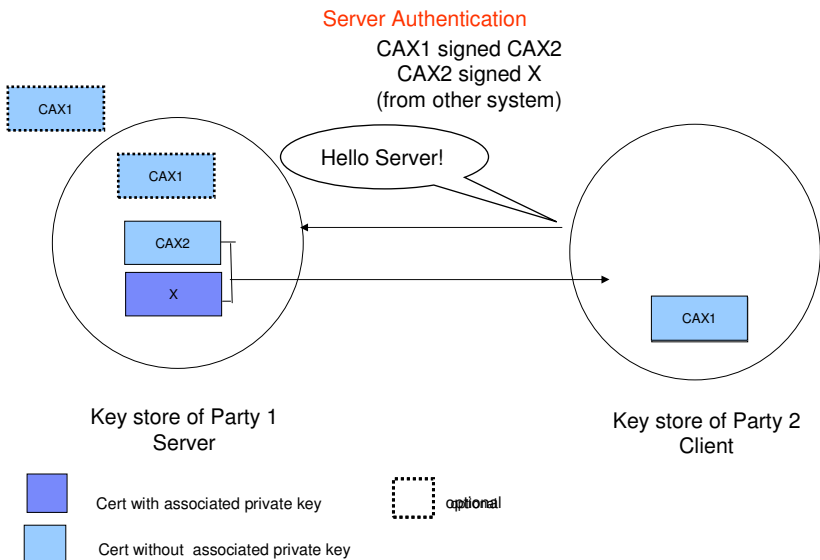 Server Authentication
CAX1 signed CAX2
CAX2 signed X
(from other system)
CAX1
Hello Server!
CAX1
CAX2
X
CAX1
Key store of Party 1
Server
Key store of Party 2
Client
Cert with associated private key
optional
Cert without associated private key